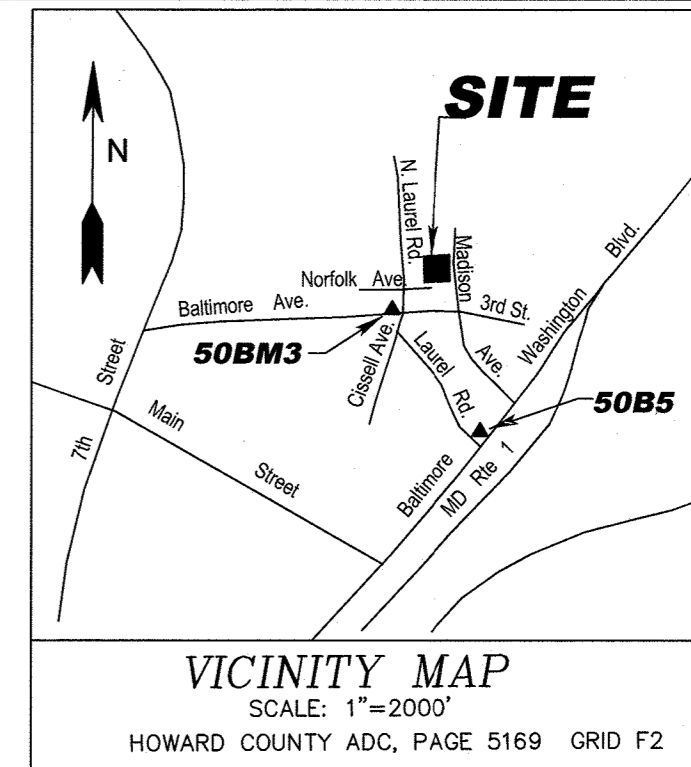 SITE
N
N. Laurel Rd.
Madison Ave.
Norfolk Ave.
Baltimore Ave.
3rd St.
Washington Blvd.
50BM3
Cissell Ave.
Laurel Rd.
50B5
7th Street
Main Street
Baltimore
MD Rte 1
VICINITY MAP
SCALE: 1"=2000'
HOWARD COUNTY ADC, PAGE 5169 GRID F2